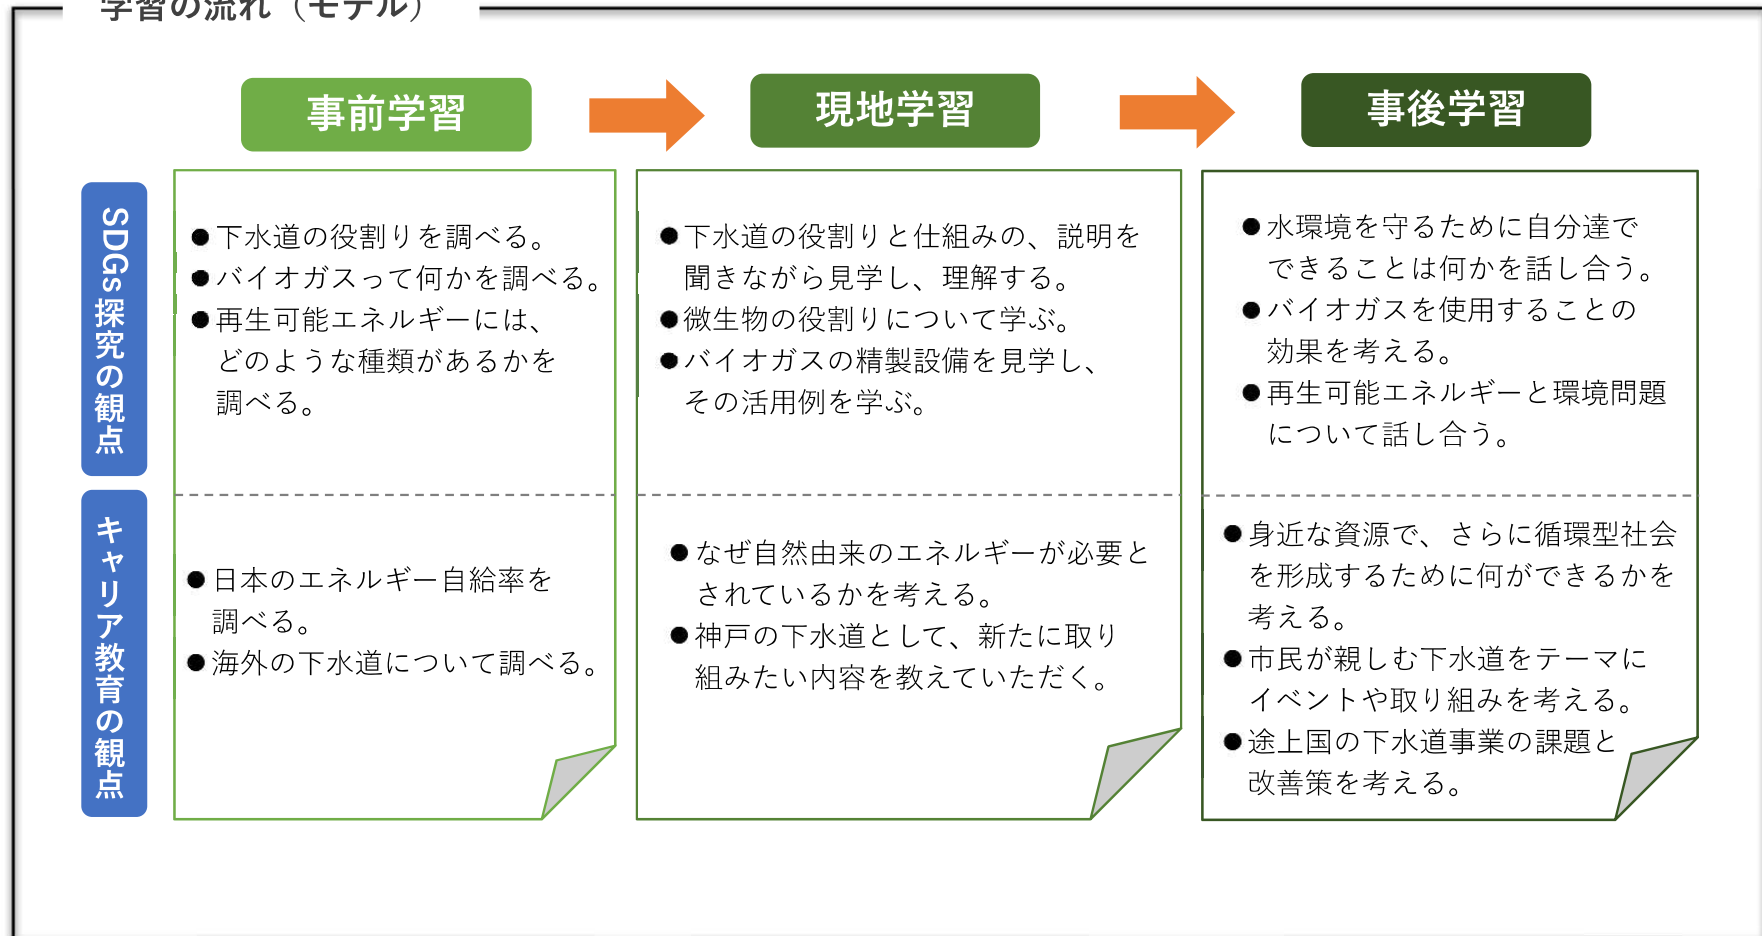 学習の流れ（モデル）
事前学習
現地学習
事後学習
SDGs探究の観点
●下水道の役割りを調べる。
●バイオガスって何かを調べる。
●再生可能エネルギーには、
どのような種類があるかを
調べる。
●下水道の役割りと仕組みの、説明を
聞きながら見学し、理解する。
●微生物の役割りについて学ぶ。
●バイオガスの精製設備を見学し、
その活用例を学ぶ。
●水環境を守るために自分達で
できることは何かを話し合う。
●バイオガスを使用することの
効果を考える。
●再生可能エネルギーと環境問題
について話し合う。
キャリア教育の観点
●日本のエネルギー自給率を
調べる。
●海外の下水道について調べる。
●なぜ自然由来のエネルギーが必要と
されているかを考える。
●神戸の下水道として、新たに取り
組みたい内容を教えていただく。
●身近な資源で、さらに循環型社会
を形成するために何ができるかを
考える。
●市民が親しむ下水道をテーマに
イベントや取り組みを考える。
●途上国の下水道事業の課題と
改善策を考える。